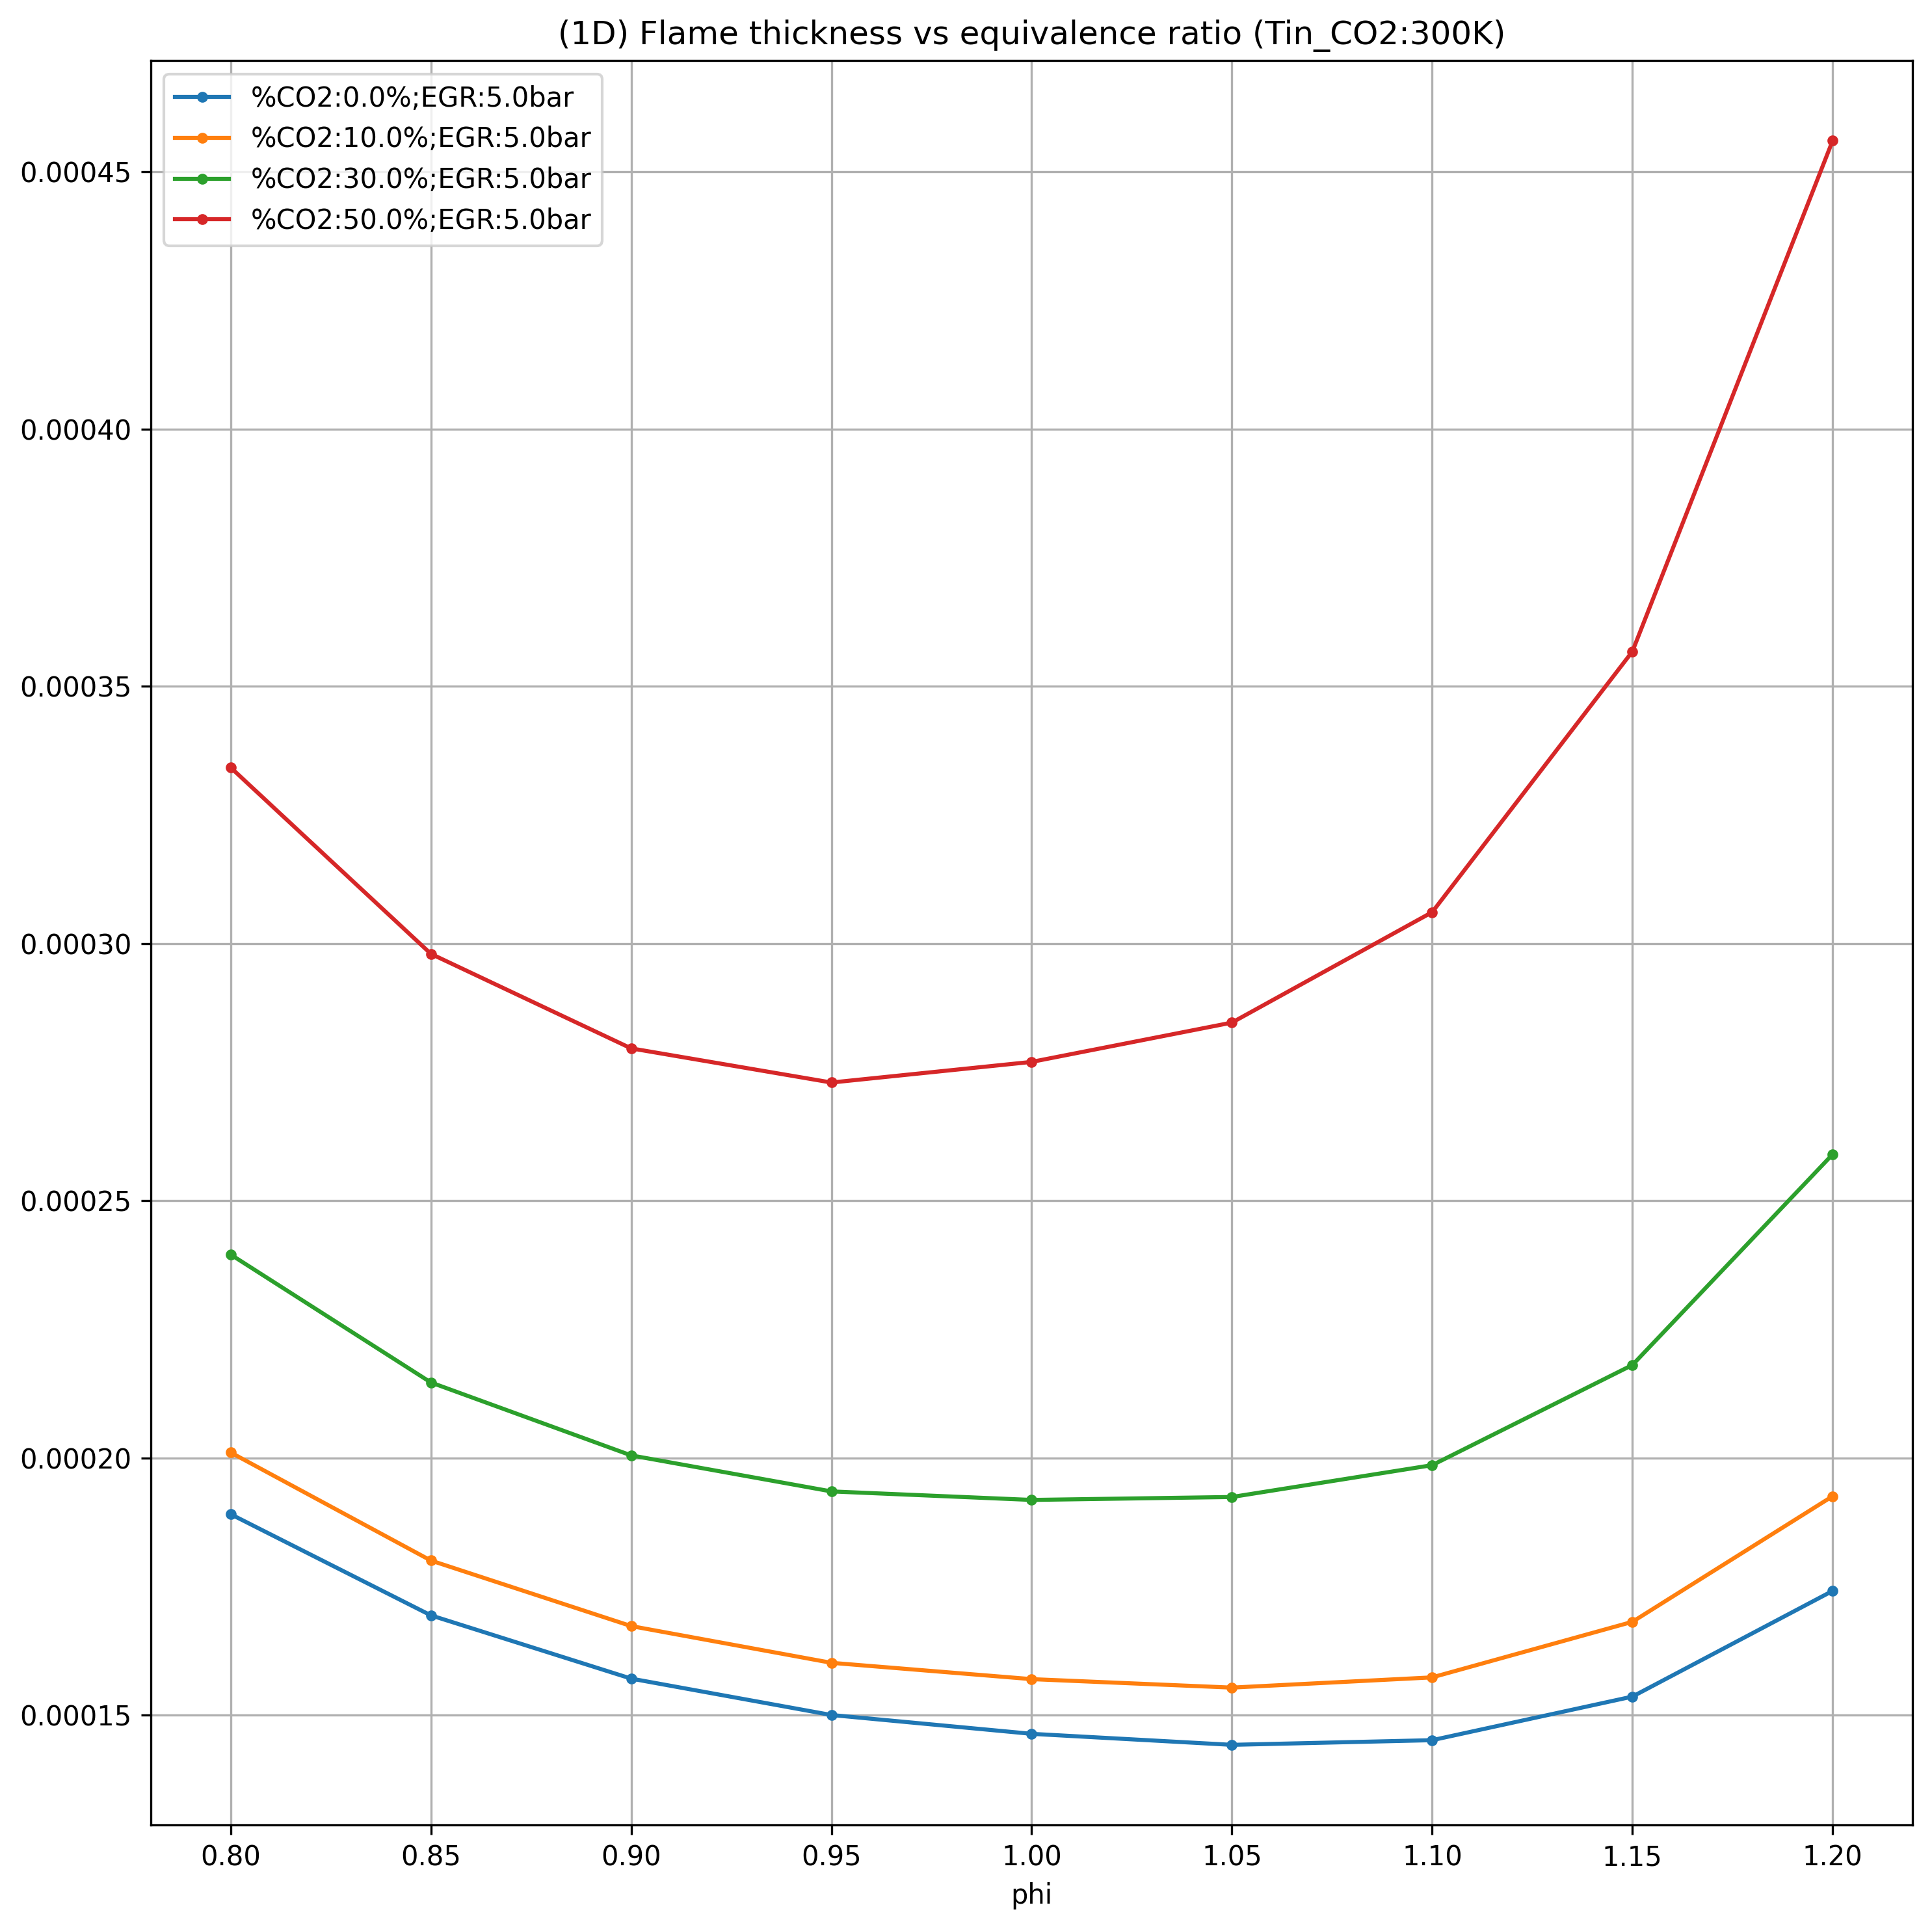 (1D) Flame thickness vs equivalence ratio (Tin_CO2:300K)
%CO2:0.0%;EGR:5.0bar
%CO2:10.0%;EGR:5.0bar
%CO2:30.0%;EGR:5.0bar
%CO2:50.0%;EGR:5.0bar
0.00045
0.00040
0.00035
0.00030
0.00025
0.00020
0.00015
0.80 0.85 0.90 0.95 1.00 1.05 1.10 1.15 1.20
phi